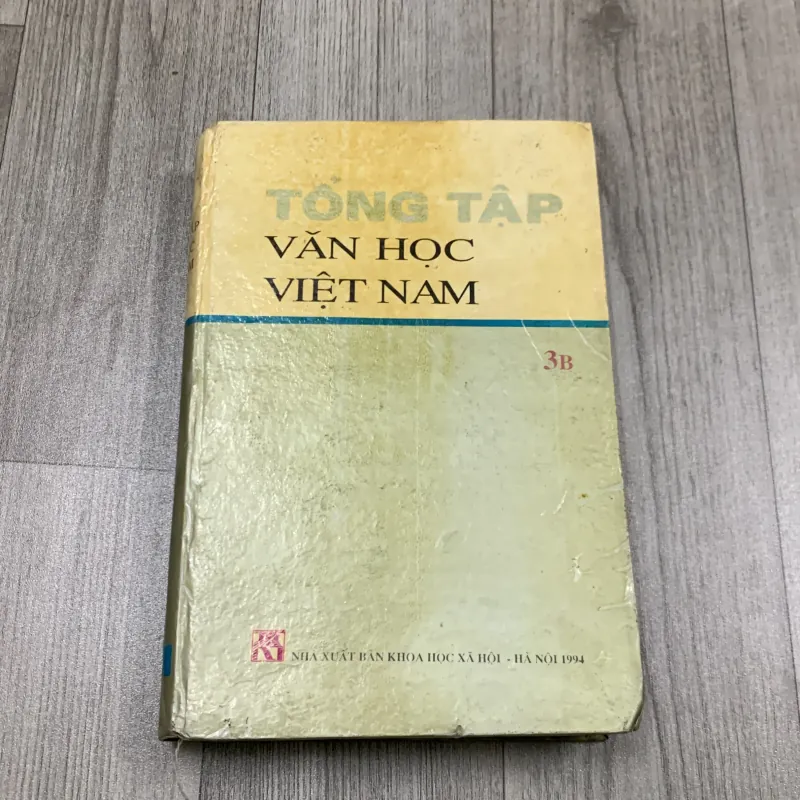 TỔNG TẬP
VĂN HỌC
VIỆT NAM
3B
NHÀ XUẤT BẢN KHOA HỌC XÃ HỘI - HÀ NỘI 1994